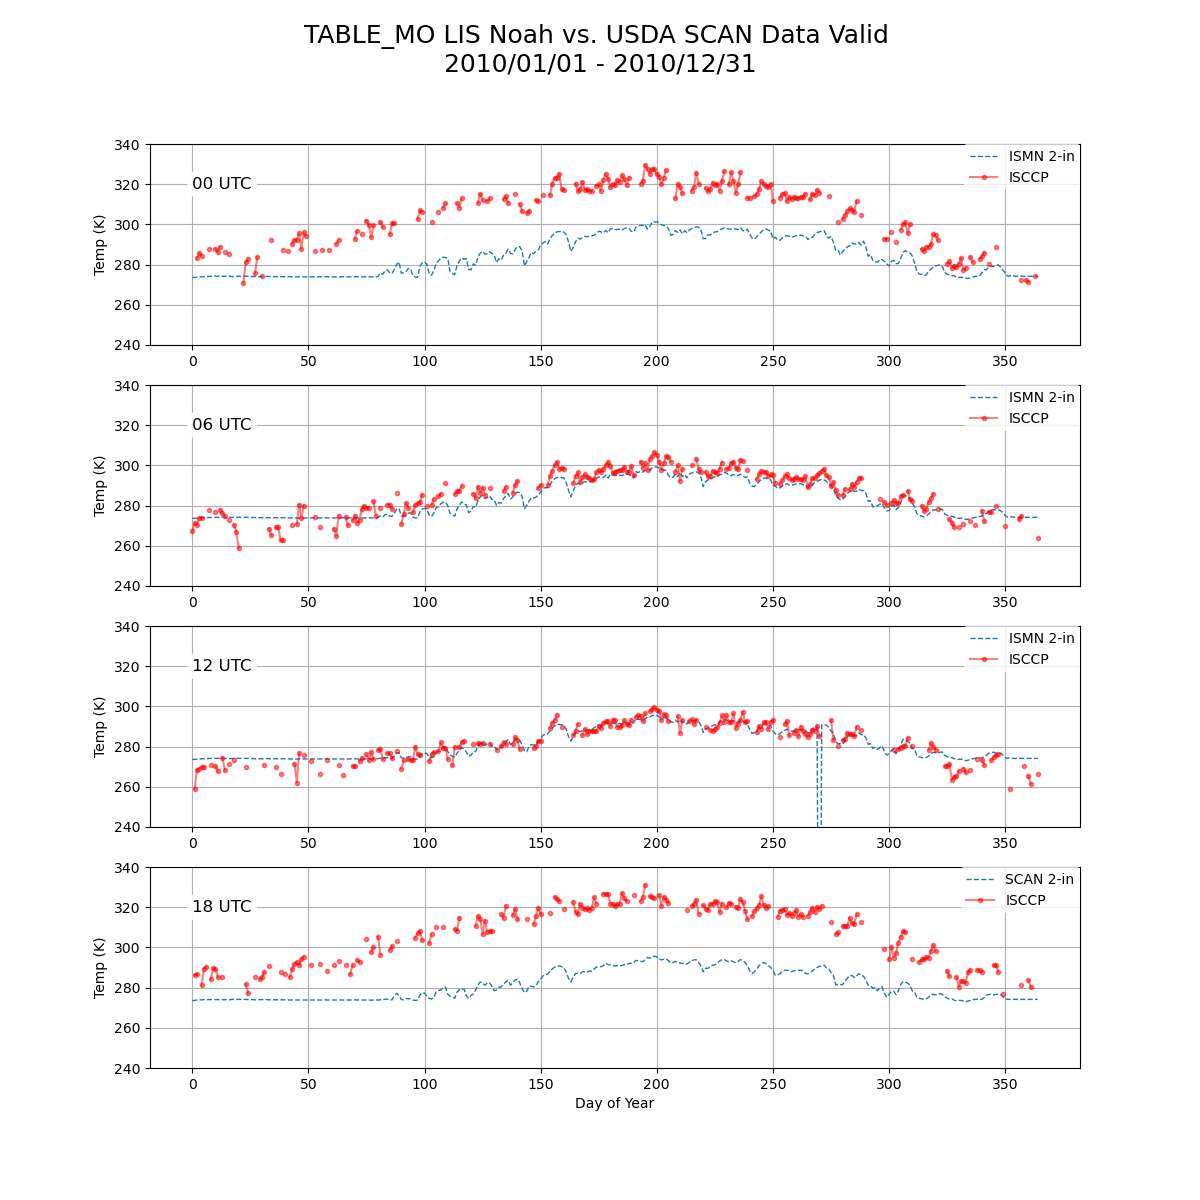 TABLE_MO LIS Noah vs. USDA SCAN Data Valid
2010/01/01 - 2010/12/31
340
320
300
280
260
240
Temp (K)
00 UTC
ISMN 2-in
ISCCP
0 50 100 150 200 250 300 350
340
320
300
280
260
240
Temp (K)
06 UTC
ISMN 2-in
ISCCP
0 50 100 150 200 250 300 350
340
320
300
280
260
240
Temp (K)
12 UTC
ISMN 2-in
ISCCP
0 50 100 150 200 250 300 350
340
320
300
280
260
240
Temp (K)
18 UTC
SCAN 2-in
ISCCP
0 50 100 150 200 250 300 350
Day of Year